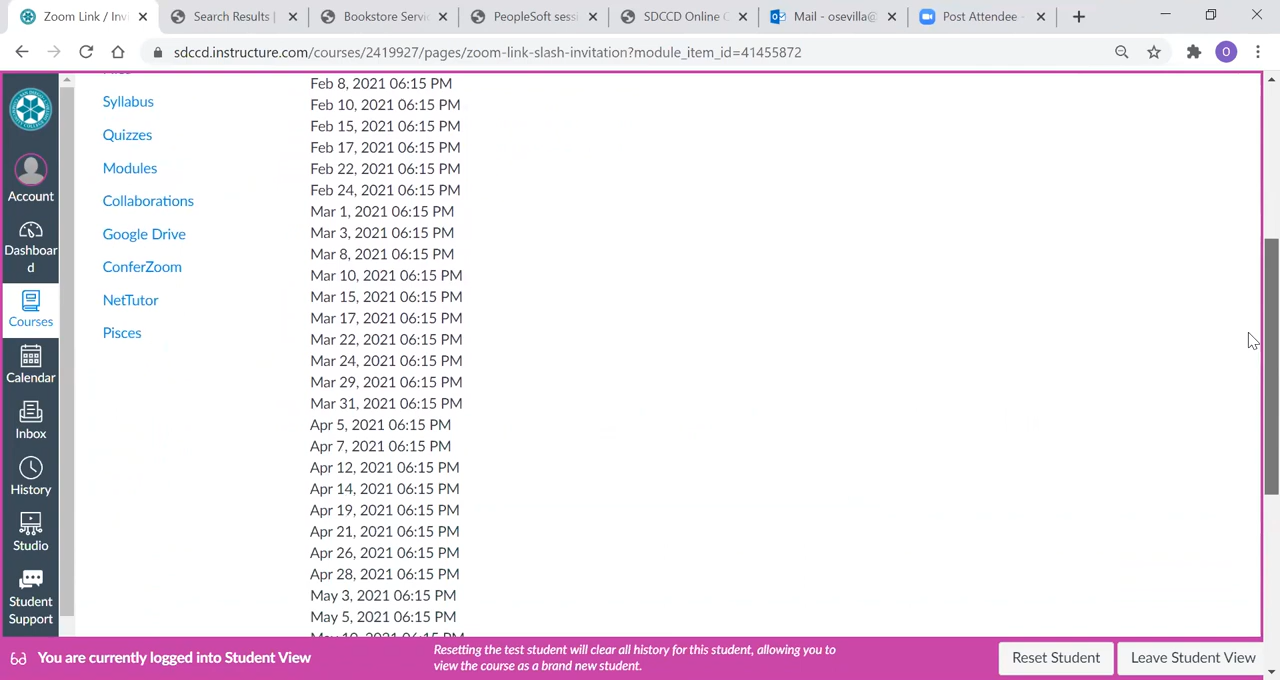 Zoom Link / Invi
Search Results |
Bookstore Servic
PeopleSoft sessi
SDCCD Online C
Mail - osevilla@
Post Attendee -
sdccd.instructure.com/courses/2419927/pages/zoom-link-slash-invitation?module_item_id=41455872
O
Account
Dashboar
d
Courses
Calendar
Inbox
History
Studio
Student
Support
Syllabus
Quizzes
Modules
Collaborations
Google Drive
ConferZoom
NetTutor
Pisces
Feb 8, 2021 06:15 PM
Feb 10, 2021 06:15 PM
Feb 15, 2021 06:15 PM
Feb 17, 2021 06:15 PM
Feb 22, 2021 06:15 PM
Feb 24, 2021 06:15 PM
Mar 1, 2021 06:15 PM
Mar 3, 2021 06:15 PM
Mar 8, 2021 06:15 PM
Mar 10, 2021 06:15 PM
Mar 15, 2021 06:15 PM
Mar 17, 2021 06:15 PM
Mar 22, 2021 06:15 PM
Mar 24, 2021 06:15 PM
Mar 29, 2021 06:15 PM
Mar 31, 2021 06:15 PM
Apr 5, 2021 06:15 PM
Apr 7, 2021 06:15 PM
Apr 12, 2021 06:15 PM
Apr 14, 2021 06:15 PM
Apr 19, 2021 06:15 PM
Apr 21, 2021 06:15 PM
Apr 26, 2021 06:15 PM
Apr 28, 2021 06:15 PM
May 3, 2021 06:15 PM
May 5, 2021 06:15 PM
May 10, 2021 06:15 PM
You are currently logged into Student View
Resetting the test student will clear all history for this student, allowing you to
view the course as a brand new student.
Reset Student
Leave Student View